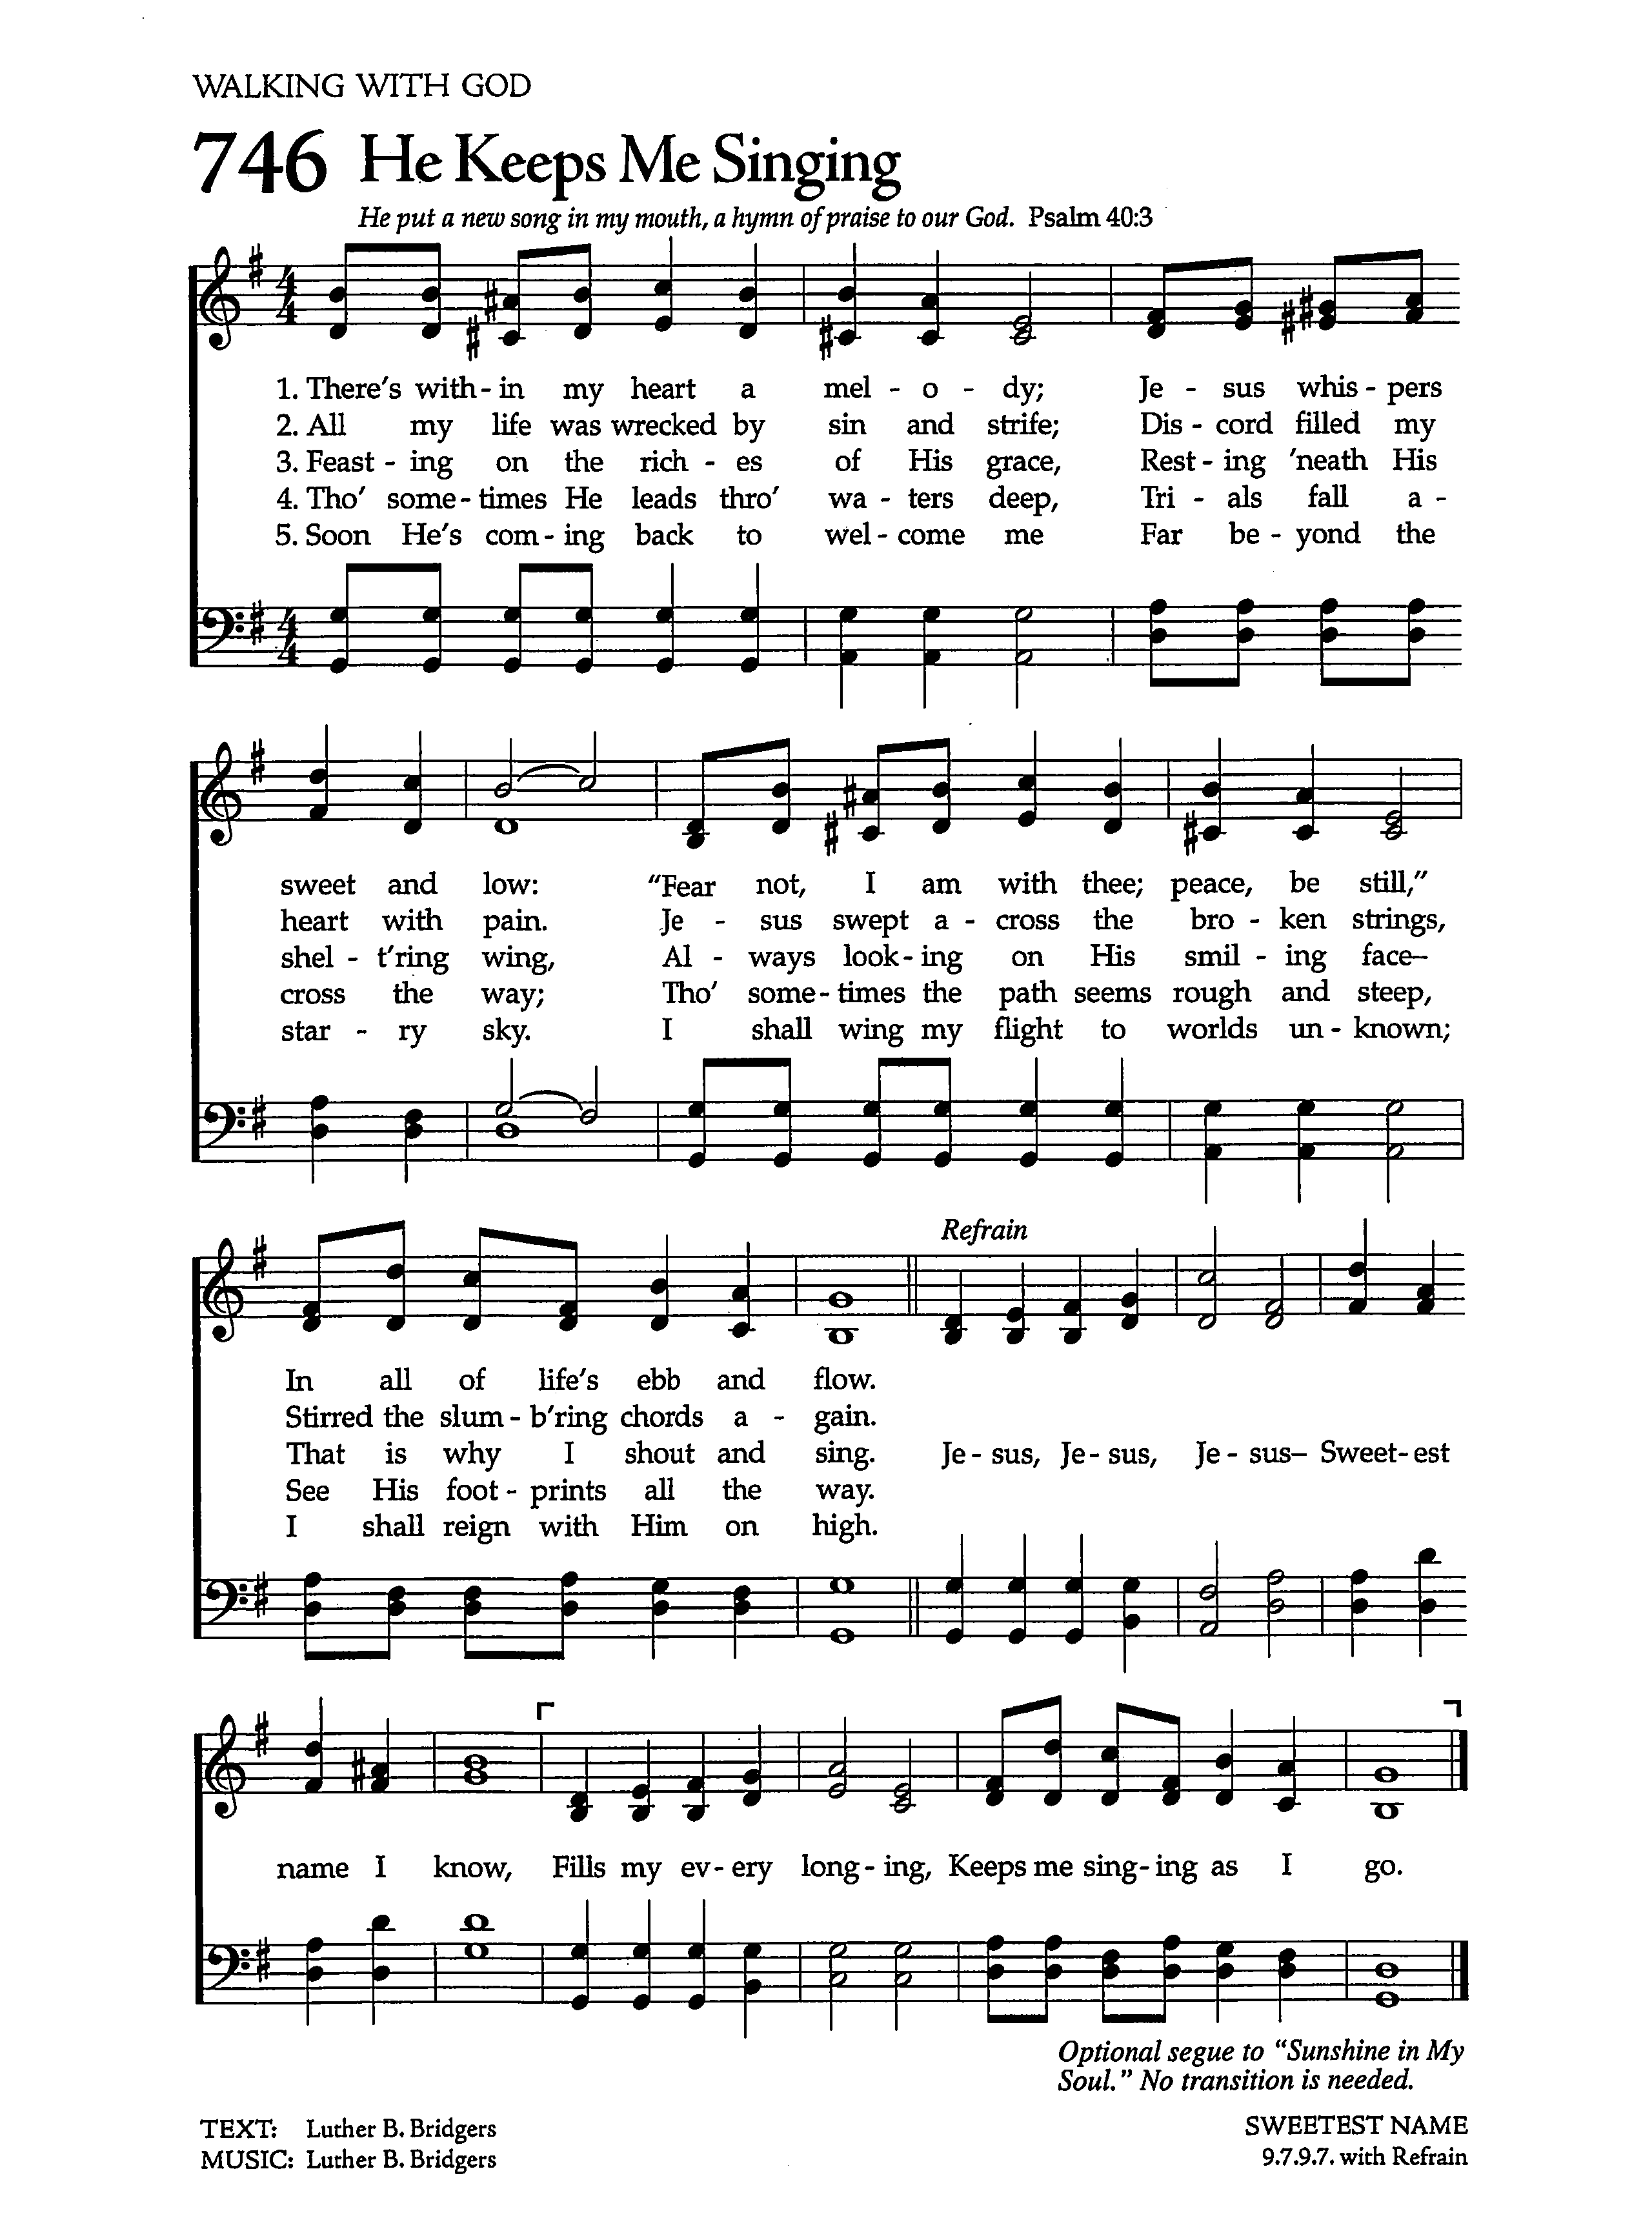 WALKING WITH GOD
746 He Keeps Me Singing
He put a new song in my mouth, a hymn of praise to our God. Psalm 40:3
1. There's with - in my heart a mel - o - dy; Je - sus whis - pers
2. All my life was wrecked by sin and strife; Dis - cord filled my
3. Feast - ing on the rich - es of His grace, Rest - ing 'neath His
4. Tho' some - times He leads thro' wa - ters deep, Tri - als fall a -
5. Soon He's com - ing back to wel - come me Far be - yond the
sweet and low: "Fear not, I am with thee; peace, be still,"
heart with pain. Je - sus swept a - cross the bro - ken strings,
shel - t'ring wing, Al - ways look - ing on His smil - ing face–
cross the way; Tho' some - times the path seems rough and steep,
star - ry sky. I shall wing my flight to worlds un - known;
Refrain
In all of life's ebb and flow.
Stirred the slum - b'ring chords a - gain.
That is why I shout and sing. Je - sus, Je - sus, Je - sus– Sweet - est
See His foot - prints all the way.
I shall reign with Him on high.
name I know, Fills my ev - ery long - ing, Keeps me sing - ing as I go.
Optional segue to "Sunshine in My
Soul." No transition is needed.
TEXT: Luther B. Bridgers
MUSIC: Luther B. Bridgers
SWEETEST NAME
9.7.9.7. with Refrain